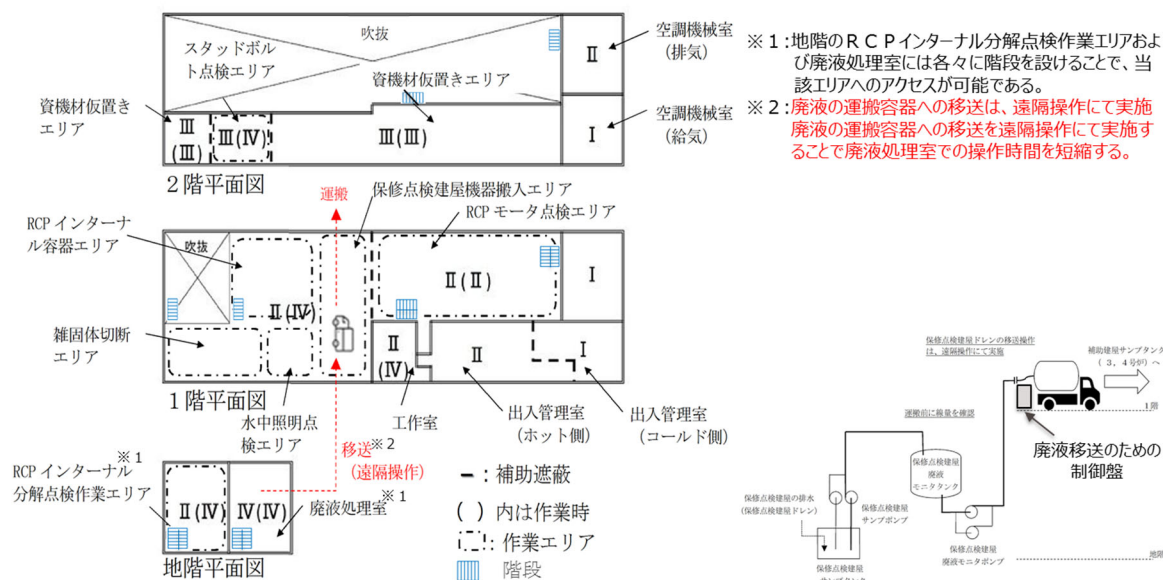 吹抜
スタッドボル
ト点検エリア
資機材仮置きエリア
資機材仮置き
エリア
Ⅲ
(Ⅲ)
Ⅲ(Ⅳ)
Ⅲ(Ⅲ)
Ⅱ
Ⅰ
空調機械室
(排気)
空調機械室
(給気)
2階平面図
※1:地階のRCPインターナル分解点検作業エリアおよ
び廃液処理室には各々に階段を設けることで、当
該エリアへのアクセスが可能である。
※2:廃液の運搬容器への移送は、遠隔操作にて実施
廃液の運搬容器への移送を遠隔操作にて実施す
ることで廃液処理室での操作時間を短縮する。
運搬
保修点検建屋機器搬入エリア
RCPモータ点検エリア
RCPインターナ
ル容器エリア
吹抜
Ⅱ(Ⅳ)
Ⅱ(Ⅱ)
Ⅰ
雑固体切断
エリア
Ⅱ
(Ⅳ)
Ⅱ
Ⅰ
1階平面図
水中照明点
検エリア
工作室
出入管理室
(ホット側)
出入管理室
(コールド側)
移送※2
(遠隔操作)
RCPインターナル※1
分解点検作業エリア
Ⅱ(Ⅳ)
Ⅳ(Ⅳ)
廃液処理室※1
地階平面図
:補助遮蔽
( )内は作業時
:作業エリア
階段
保修点検建屋ドレンの移送操作
は、遠隔操作にて実施
補助建屋サンプタンク
(3,4号炉)へ
1階
運搬前に線量を確認
廃液移送のための
制御盤
保修点検建屋
廃液
モニタタンク
保修点検建屋の排水
(保修点検建屋ドレン)
保修点検建屋
サンプポンプ
保修点検建屋
廃液モニタポンプ
地階
保修点検建屋